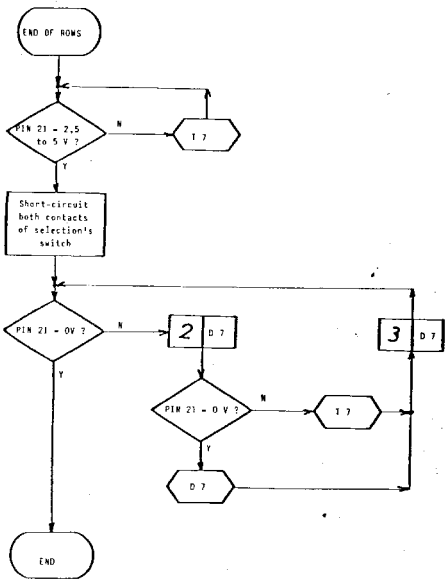 END OF ROWS
PIN 21 = 2,5
to 5 V ?
N
I 7
Y
Short-circuit
both contacts
of selection's
switch
PIN 21 = 0V ?
N
2 D 7
3 D 7
Y
PIN 21 = 0 V ?
N
I 7
Y
D 7
END